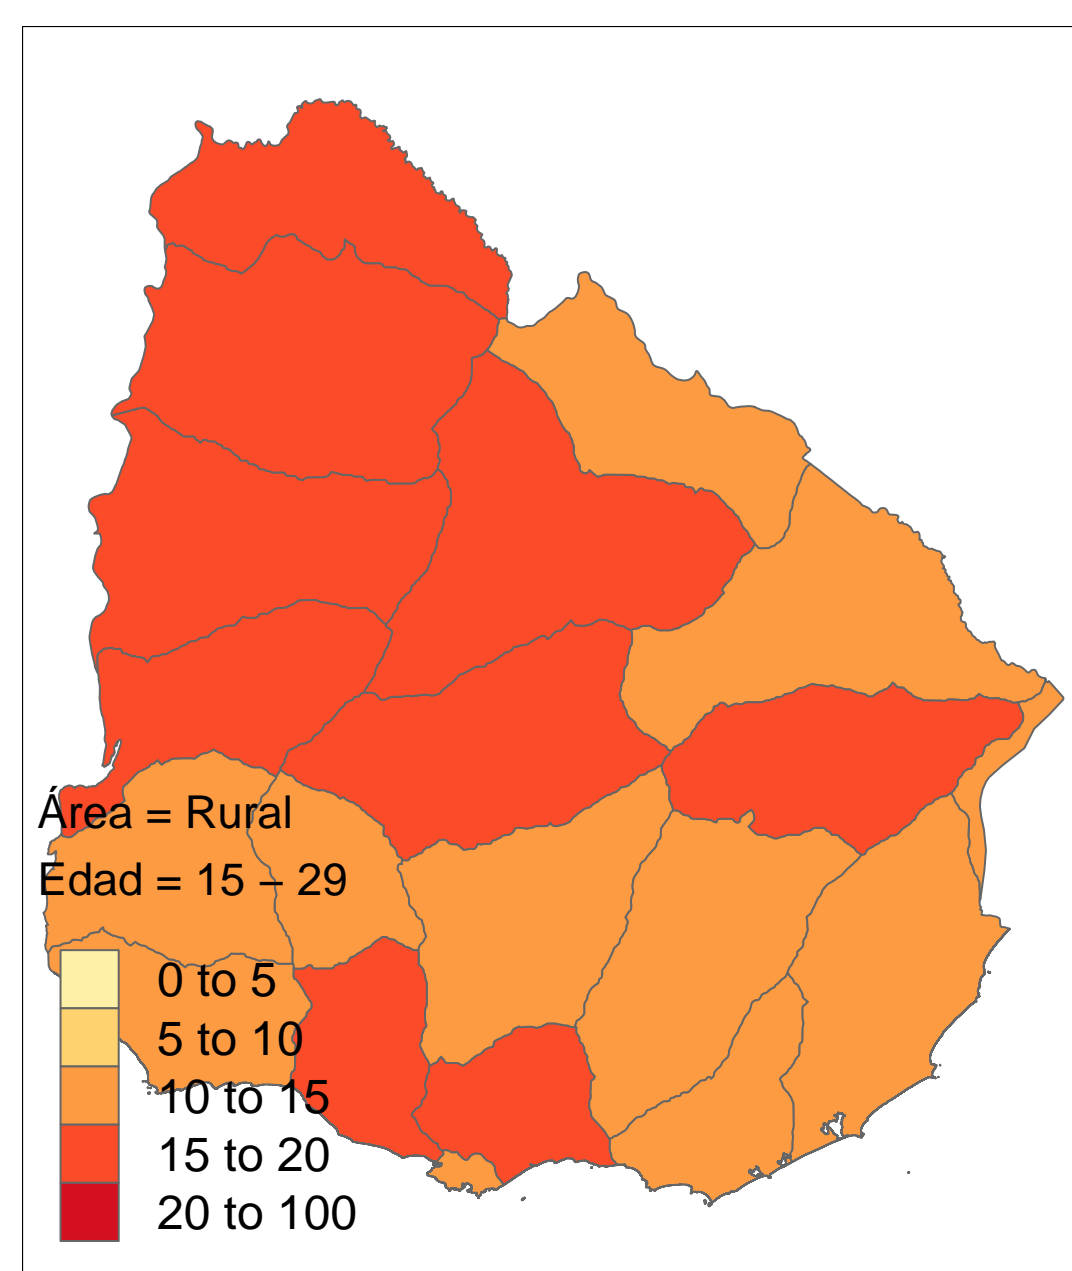 Área = Rural
Edad = 15 – 29
0 to 5
5 to 10
10 to 15
15 to 20
20 to 100